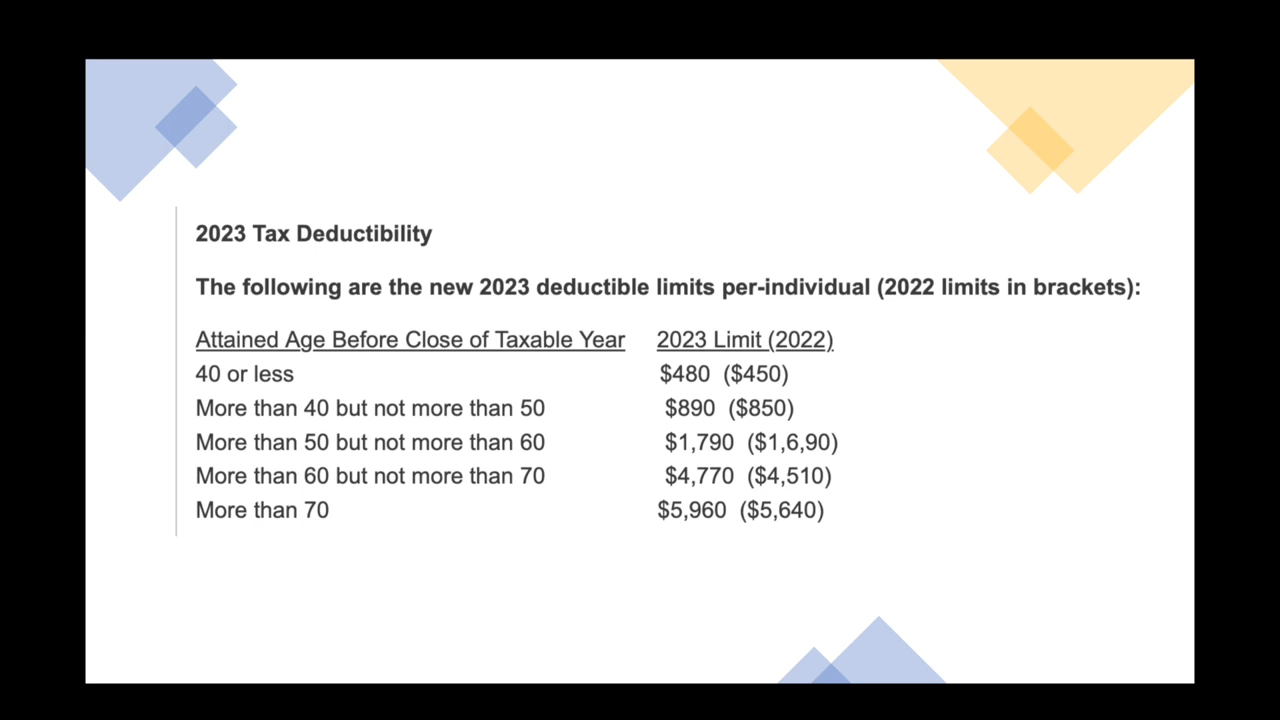 2023 Tax Deductibility
The following are the new 2023 deductible limits per-individual (2022 limits in brackets):
Attained Age Before Close of Taxable Year 2023 Limit (2022)
40 or less $480 ($450)
More than 40 but not more than 50 $890 ($850)
More than 50 but not more than 60 $1,790 ($1,6,90)
More than 60 but not more than 70 $4,770 ($4,510)
More than 70 $5,960 ($5,640)